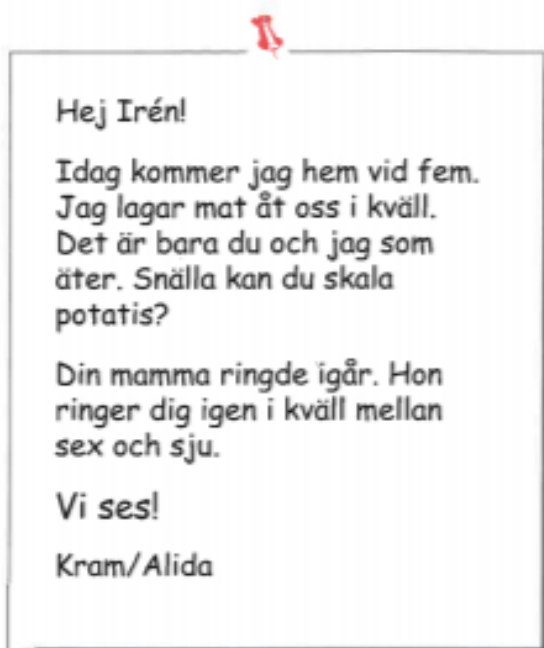 Hej Irén!
Idag kommer jag hem vid fem.
Jag lagar mat åt oss i kväll.
Det är bara du och jag som
äter. Snälla kan du skala
potatis?
Din mamma ringde igår. Hon
ringer dig igen i kväll mellan
sex och sju.
Vi ses!
Kram/Alida